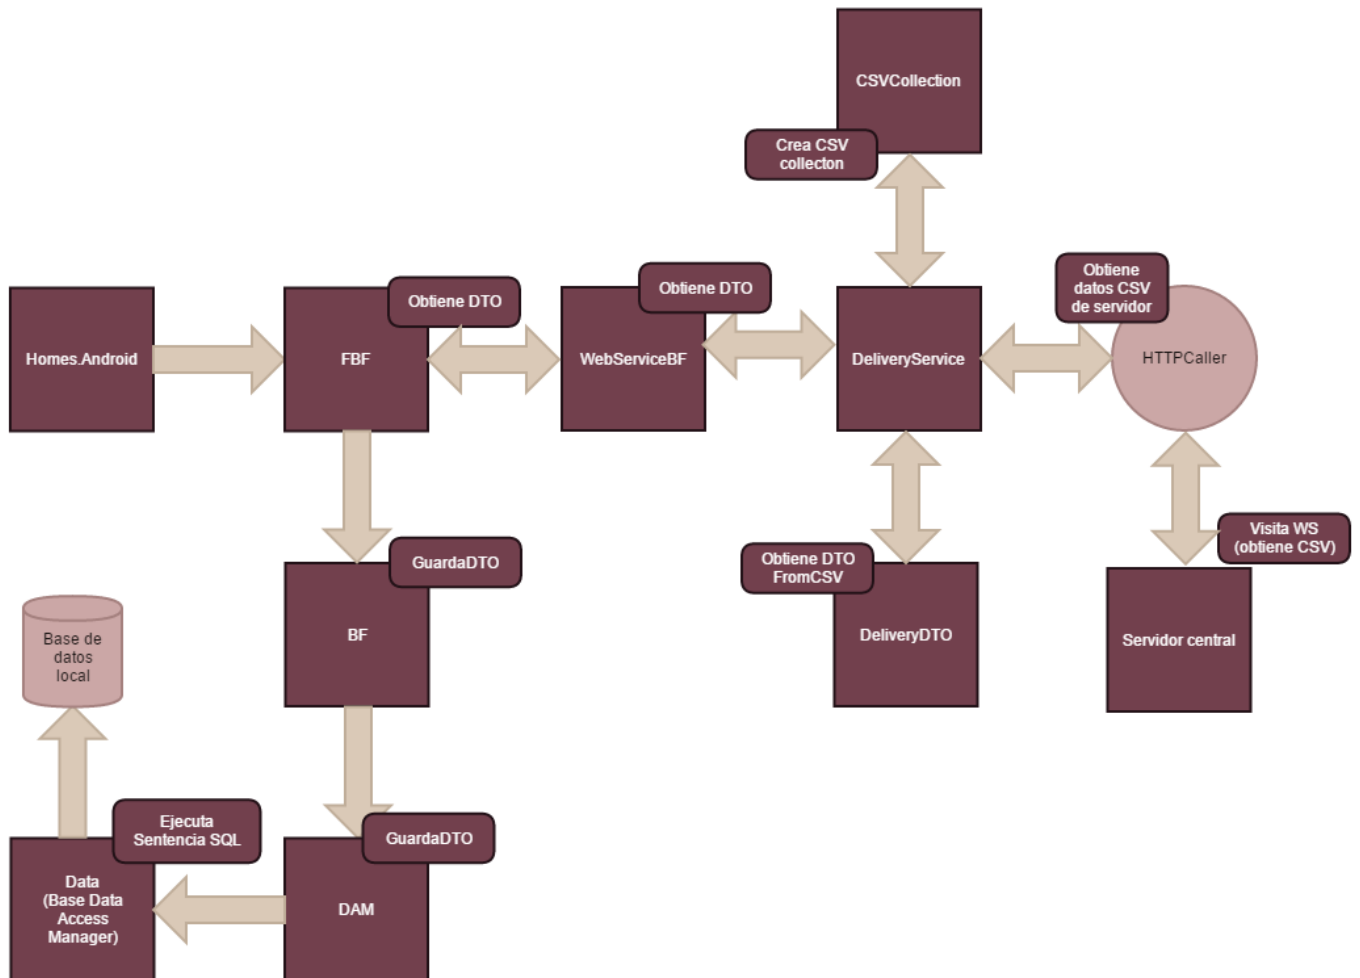 CSVCollection
Crea CSV
collecton
Obtiene
datos CSV
de servidor
Obtiene DTO
Obtiene DTO
Homes.Android
FBF
WebServiceBF
DeliveryService
HTTPCaller
Visita WS
(obtiene CSV)
GuardaDTO
Obtiene DTO
FromCSV
BF
DeliveryDTO
Servidor central
Base de
datos
local
Ejecuta
Sentencia SQL
GuardaDTO
Data
(Base Data
Access
Manager)
DAM